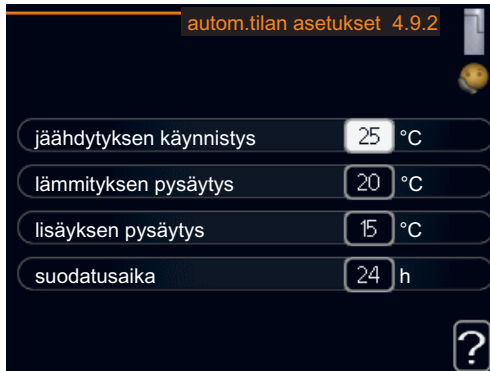 autom.tilan asetukset 4.9.2
jäähdytyksen käynnistys 25 °C
lämmityksen pysäytys 20 °C
lisäyksen pysäytys 15 °C
suodatusaika 24 h
?